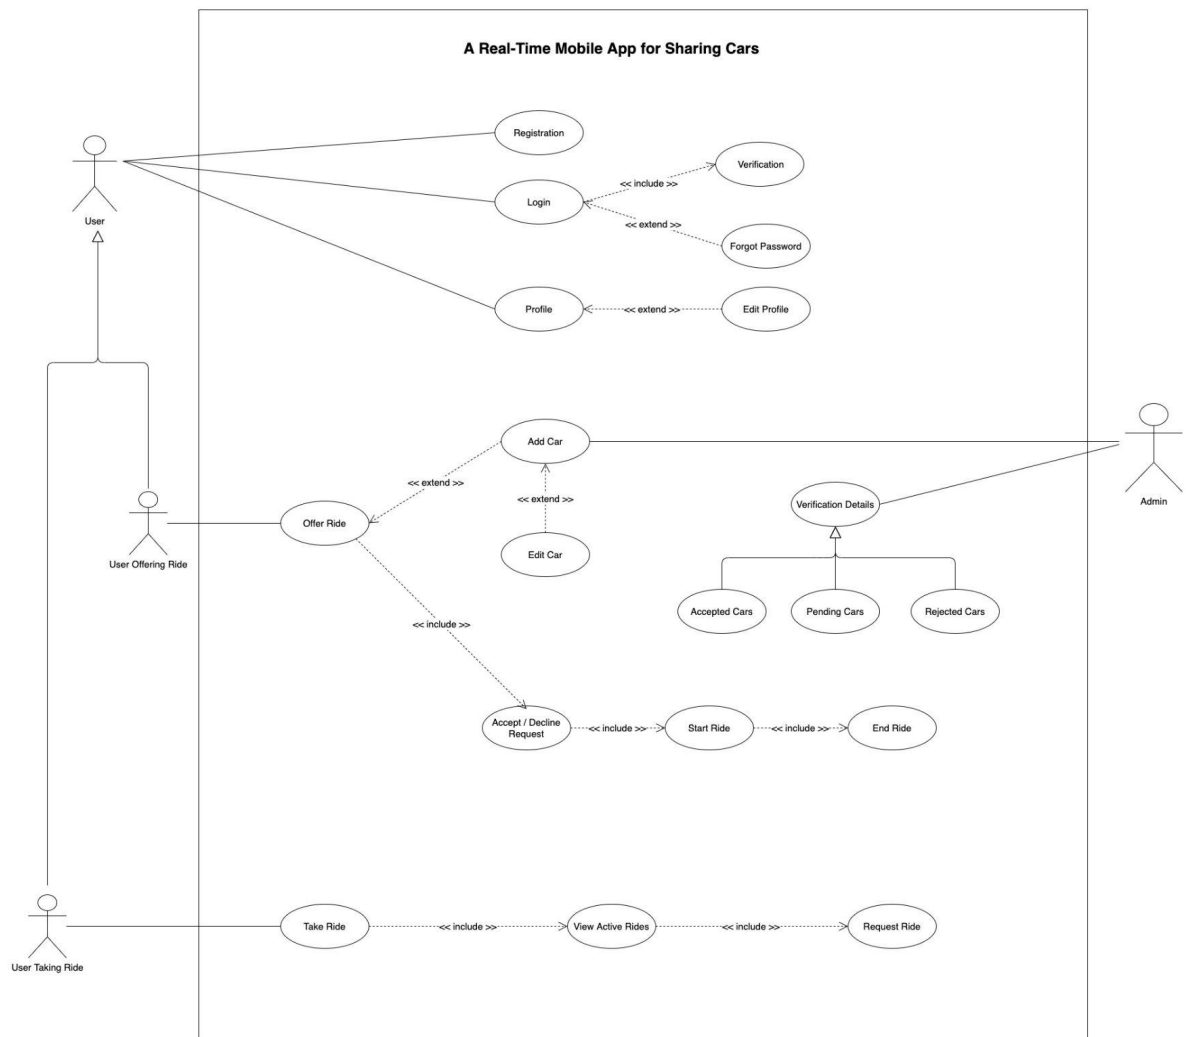 A Real-Time Mobile App for Sharing Cars
Registration
Verification
<< include >>
Login
User
<< extend >>
Forgot Password
Profile
<< extend >>
Edit Profile
Add Car
<< extend >>
<< extend >>
Verification Details
Admin
Offer Ride
Edit Car
User Offering Ride
Accepted Cars
Pending Cars
Rejected Cars
<< include >>
Accept / Decline
Request
<< include >>
Start Ride
<< include >>
End Ride
Take Ride
<< include >>
View Active Rides
<< include >>
Request Ride
User Taking Ride